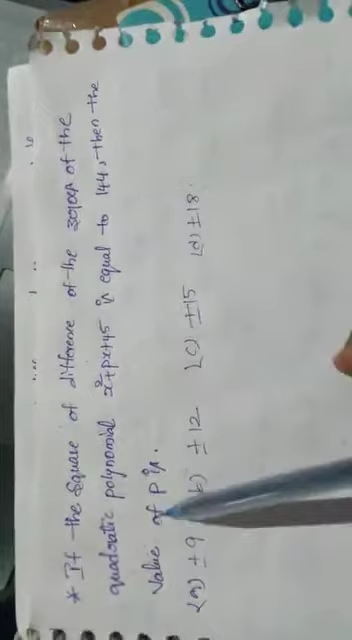 * If the Square of difference of the zeroes of the
quadratic polynomial x²+px+45 is equal to 144, then the
Value of P is.
(a) ±9 b) ±12 (c) ±15 (d) ±18.